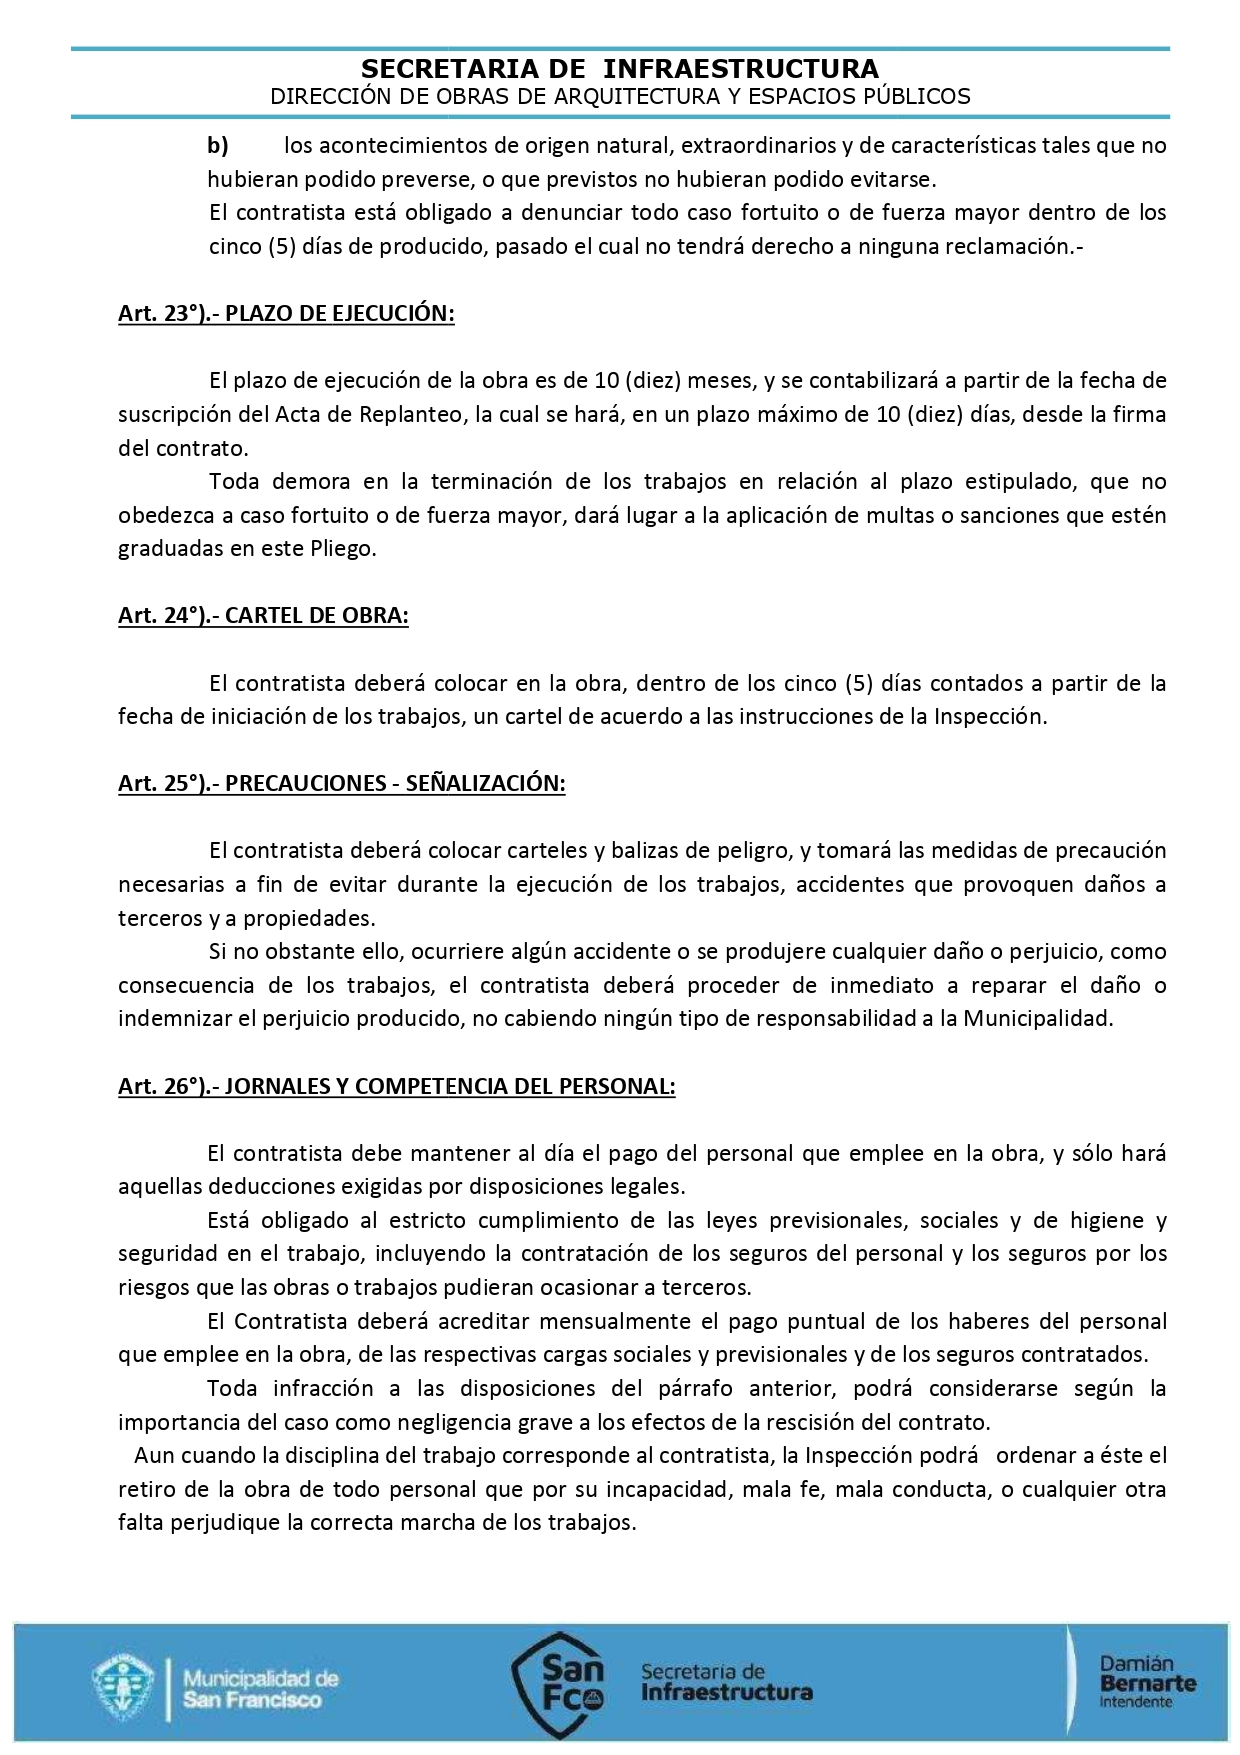 SECRETARIA DE  INFRAESTRUCTURA
DIRECCIÓN DE OBRAS DE ARQUITECTURA Y ESPACIOS PÚBLICOS
b) los acontecimientos de origen natural, extraordinarios y de características tales que no
hubieran podido preverse, o que previstos no hubieran podido evitarse.
El contratista está obligado a denunciar todo caso fortuito o de fuerza mayor dentro de los
cinco (5) días de producido, pasado el cual no tendrá derecho a ninguna reclamación.-
Art. 23°).- PLAZO DE EJECUCIÓN:
El plazo de ejecución de la obra es de 10 (diez) meses, y se contabilizará a partir de la fecha de
suscripción del Acta de Replanteo, la cual se hará, en un plazo máximo de 10 (diez) días, desde la firma
del contrato.
Toda demora en la terminación de los trabajos en relación al plazo estipulado, que no
obedezca a caso fortuito o de fuerza mayor, dará lugar a la aplicación de multas o sanciones que estén
graduadas en este Pliego.
Art. 24°).- CARTEL DE OBRA:
El contratista deberá colocar en la obra, dentro de los cinco (5) días contados a partir de la
fecha de iniciación de los trabajos, un cartel de acuerdo a las instrucciones de la Inspección.
Art. 25°).- PRECAUCIONES - SEÑALIZACIÓN:
El contratista deberá colocar carteles y balizas de peligro, y tomará las medidas de precaución
necesarias a fin de evitar durante la ejecución de los trabajos, accidentes que provoquen daños a
terceros y a propiedades.
Si no obstante ello, ocurriere algún accidente o se produjere cualquier daño o perjuicio, como
consecuencia de los trabajos, el contratista deberá proceder de inmediato a reparar el daño o
indemnizar el perjuicio producido, no cabiendo ningún tipo de responsabilidad a la Municipalidad.
Art. 26°).- JORNALES Y COMPETENCIA DEL PERSONAL:
El contratista debe mantener al día el pago del personal que emplee en la obra, y sólo hará
aquellas deducciones exigidas por disposiciones legales.
Está obligado al estricto cumplimiento de las leyes previsionales, sociales y de higiene y
seguridad en el trabajo, incluyendo la contratación de los seguros del personal y los seguros por los
riesgos que las obras o trabajos pudieran ocasionar a terceros.
El Contratista deberá acreditar mensualmente el pago puntual de los haberes del personal
que emplee en la obra, de las respectivas cargas sociales y previsionales y de los seguros contratados.
Toda infracción a las disposiciones del párrafo anterior, podrá considerarse según la
importancia del caso como negligencia grave a los efectos de la rescisión del contrato.
Aun cuando la disciplina del trabajo corresponde al contratista, la Inspección podrá   ordenar a éste el
retiro de la obra de todo personal que por su incapacidad, mala fe, mala conducta, o cualquier otra
falta perjudique la correcta marcha de los trabajos.
Municipalidad de
San Francisco
San
Fco
Secretaría de
Infraestructura
Damián
Bernarte
Intendente